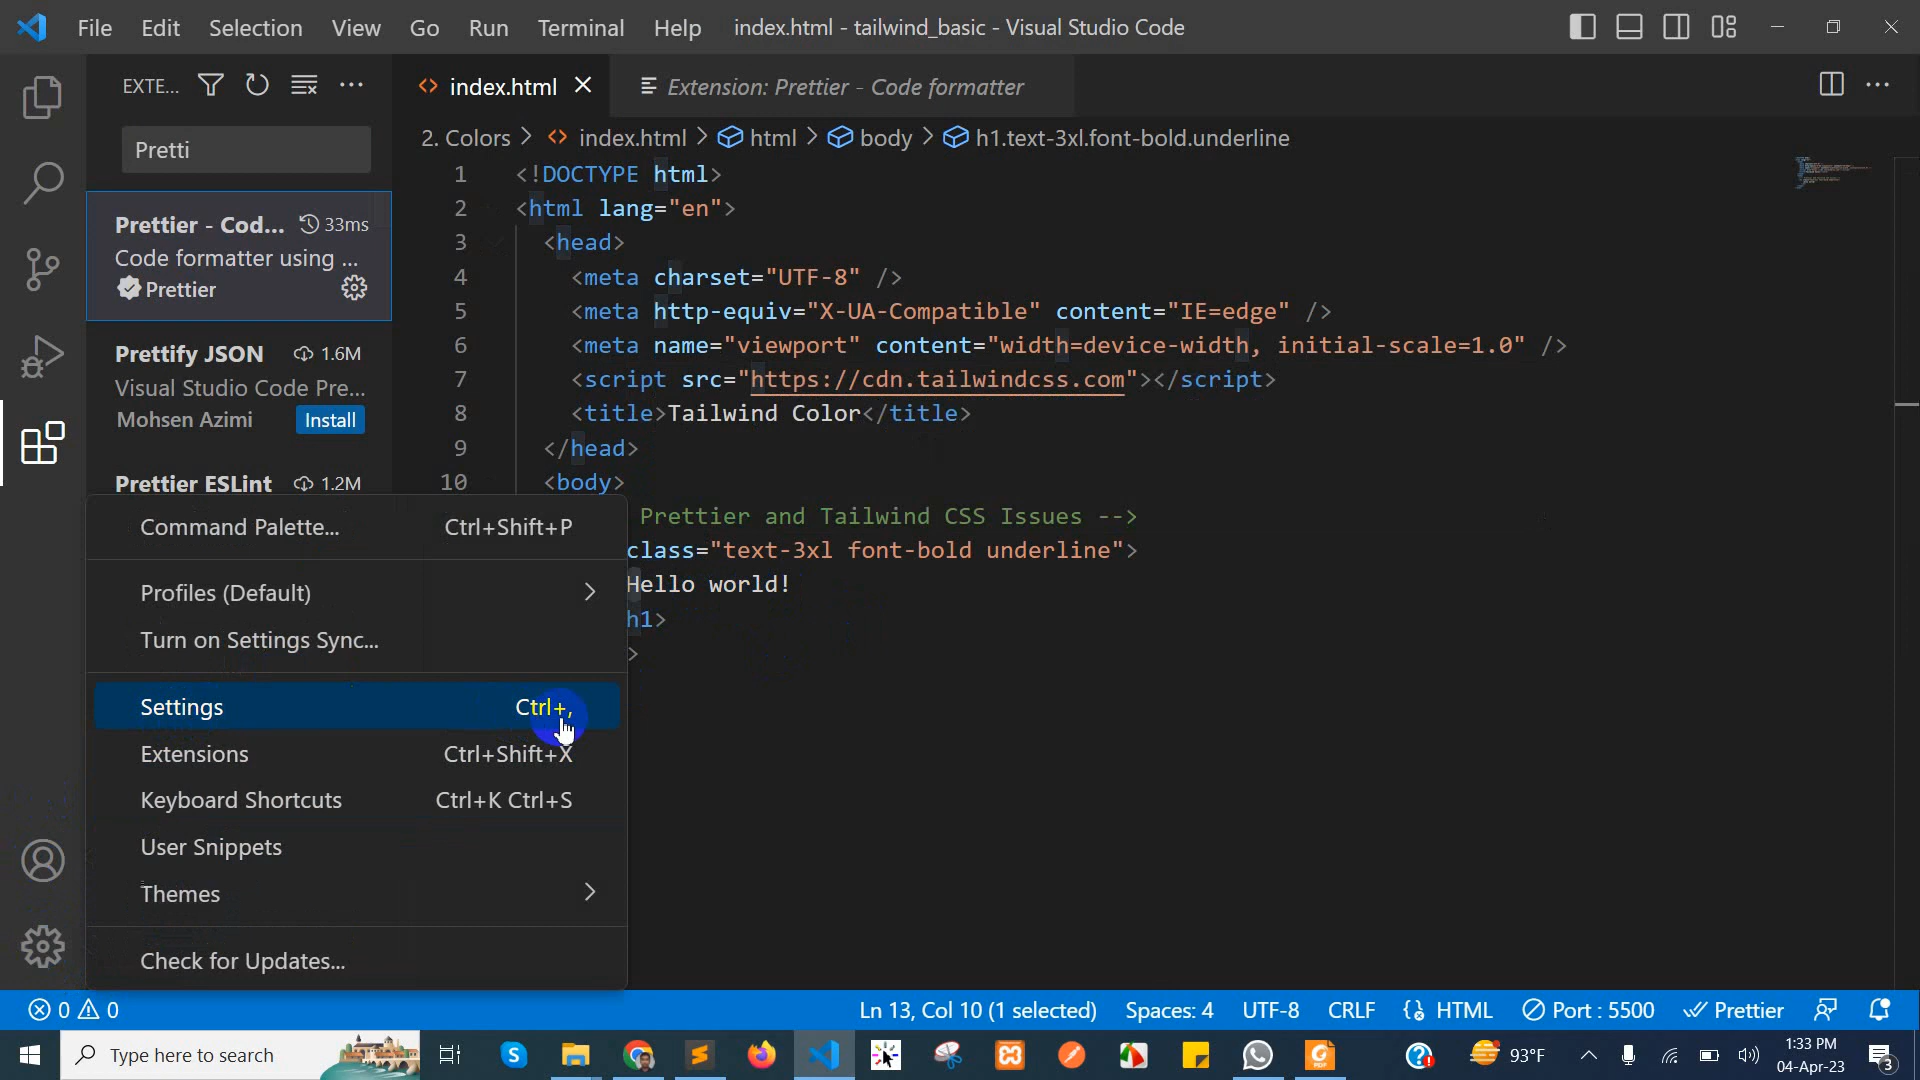 File Edit Selection View Go Run Terminal Help index.html - tailwind_basic - Visual Studio Code
EXTE...
index.html
Extension: Prettier - Code formatter
Pretti
2. Colors > index.html > html > body > h1.text-3xl.font-bold.underline
Prettier - Cod... 33ms
Code formatter using ...
Prettier
Prettify JSON 1.6M
Visual Studio Code Pre...
Mohsen Azimi Install
Prettier ESLint 1.2M
1 <!DOCTYPE html>
2 <html lang="en">
3 <head>
4 <meta charset="UTF-8" />
5 <meta http-equiv="X-UA-Compatible" content="IE=edge" />
6 <meta name="viewport" content="width=device-width, initial-scale=1.0" />
7 <script src="https://cdn.tailwindcss.com"></script>
8 <title>Tailwind Color</title>
9 </head>
10 <body>
Prettier and Tailwind CSS Issues -->
class="text-3xl font-bold underline">
Hello world!
h1>
>
Command Palette... Ctrl+Shift+P
Profiles (Default)
Turn on Settings Sync...
Settings Ctrl+,
Extensions Ctrl+Shift+X
Keyboard Shortcuts Ctrl+K Ctrl+S
User Snippets
Themes
Check for Updates...
0 0 Ln 13, Col 10 (1 selected) Spaces: 4 UTF-8 CRLF HTML Port : 5500 Prettier
Type here to search
93°F
1:33 PM
04-Apr-23
3